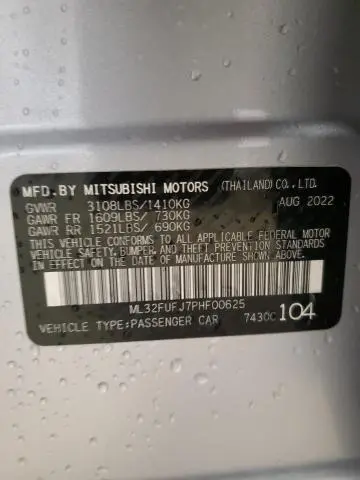 MFD.BY MITSUBISHI MOTORS (THAILAND)CO.,LTD.
GVWR 3108LBS/1410KG AUG 2022
GAWR FR 1609LBS/ 730KG
GAWR RR 1521LBS/ 690KG
THIS VEHICLE CONFORMS TO ALL APPLICABLE FEDERAL MOTOR
VEHICLE SAFETY, BUMPER, AND THEFT PREVENTION STANDARDS
IN EFFECT ON THE DATE OF MANUFACTURE SHOWN ABOVE.
ML32FUFJ7PHF00625
VEHICLE TYPE:PASSENGER CAR 7430C 104